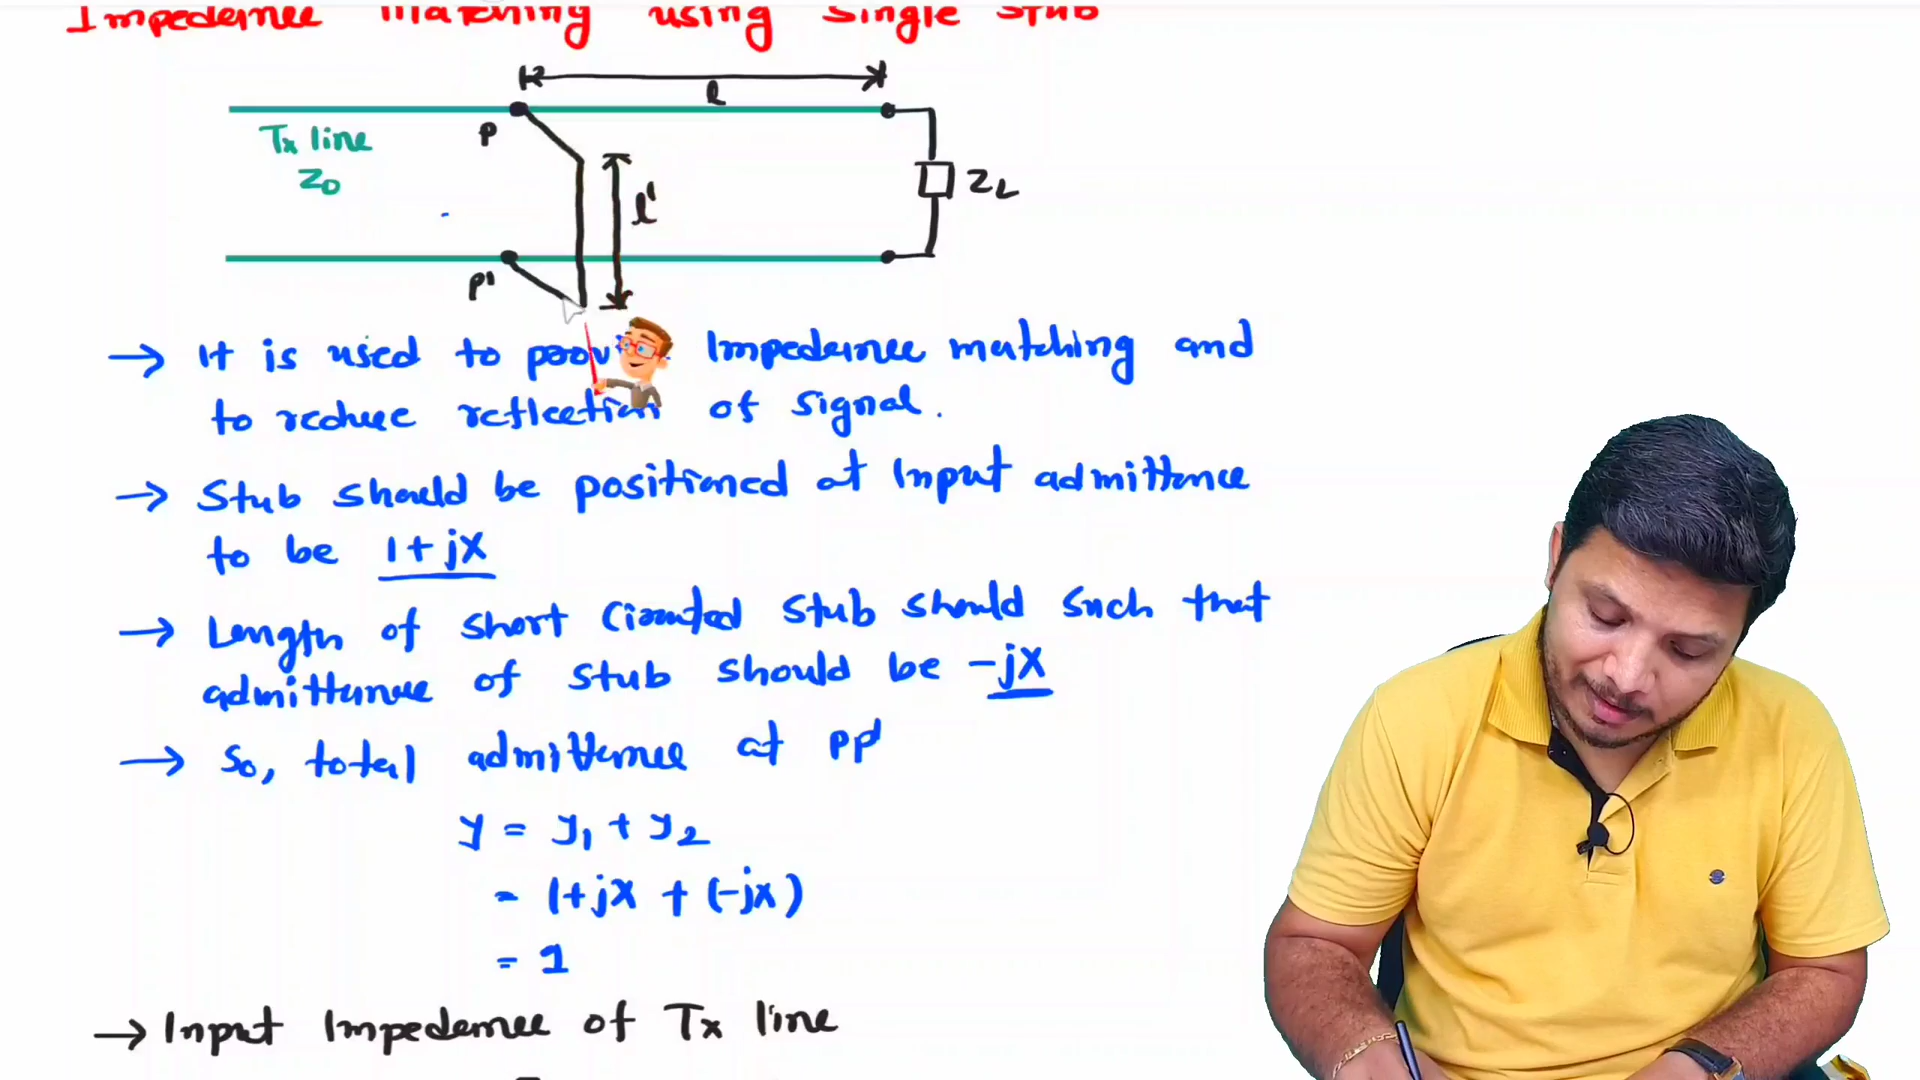 Impedance Matching using Single Stub
l
P
Tx line
Z0
l'
ZL
P'
→ It is used to Impedance matching and
to reduce reflection of signal.
→ Stub should be positioned at Input admittance
to be 1+jX
→ Length of short circuited stub should such that
admittance of stub should be -jX
→ So, total admittance at PP'
y = y1 + y2
= 1+jX + (-jX)
= 1
→ Input Impedance of Tx line